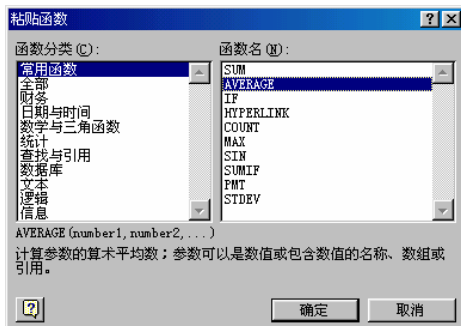 粘贴函数
函数分类(C):
常用函数
全部
财务
日期与时间
数学与三角函数
统计
查找与引用
数据库
文本
逻辑
信息
函数名(N):
SUM
AVERAGE
IF
HYPERLINK
COUNT
MAX
SIN
SUMIF
PMT
STDEV
AVERAGE(number1,number2,...)
计算参数的算术平均数；参数可以是数值或包含数值的名称、数组或
引用。
确定
取消